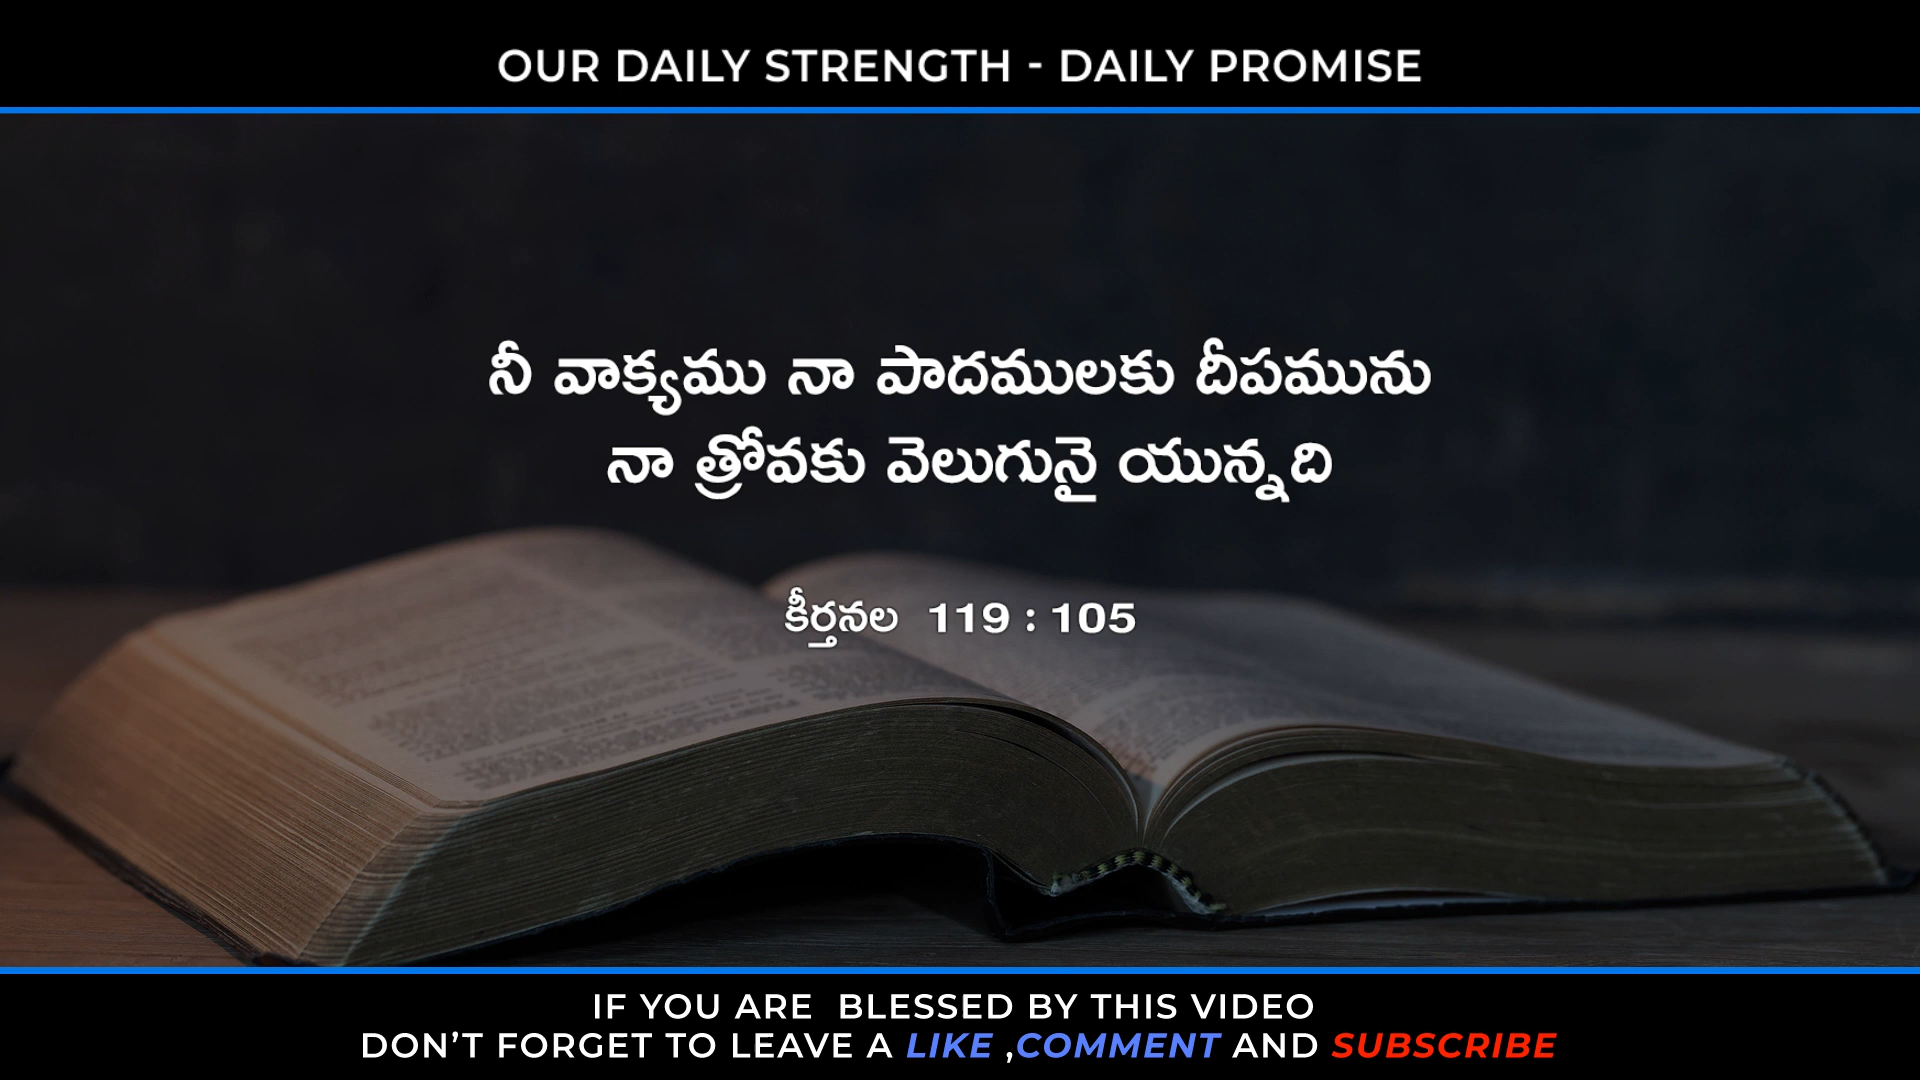 OUR DAILY STRENGTH - DAILY PROMISE
నీ వాక్యము నా పాదములకు దీపమును
నా త్రోవకు వెలుగునై యున్నది
కీర్తనల 119 : 105
IF YOU ARE BLESSED BY THIS VIDEO
DON’T FORGET TO LEAVE A LIKE ,COMMENT AND SUBSCRIBE